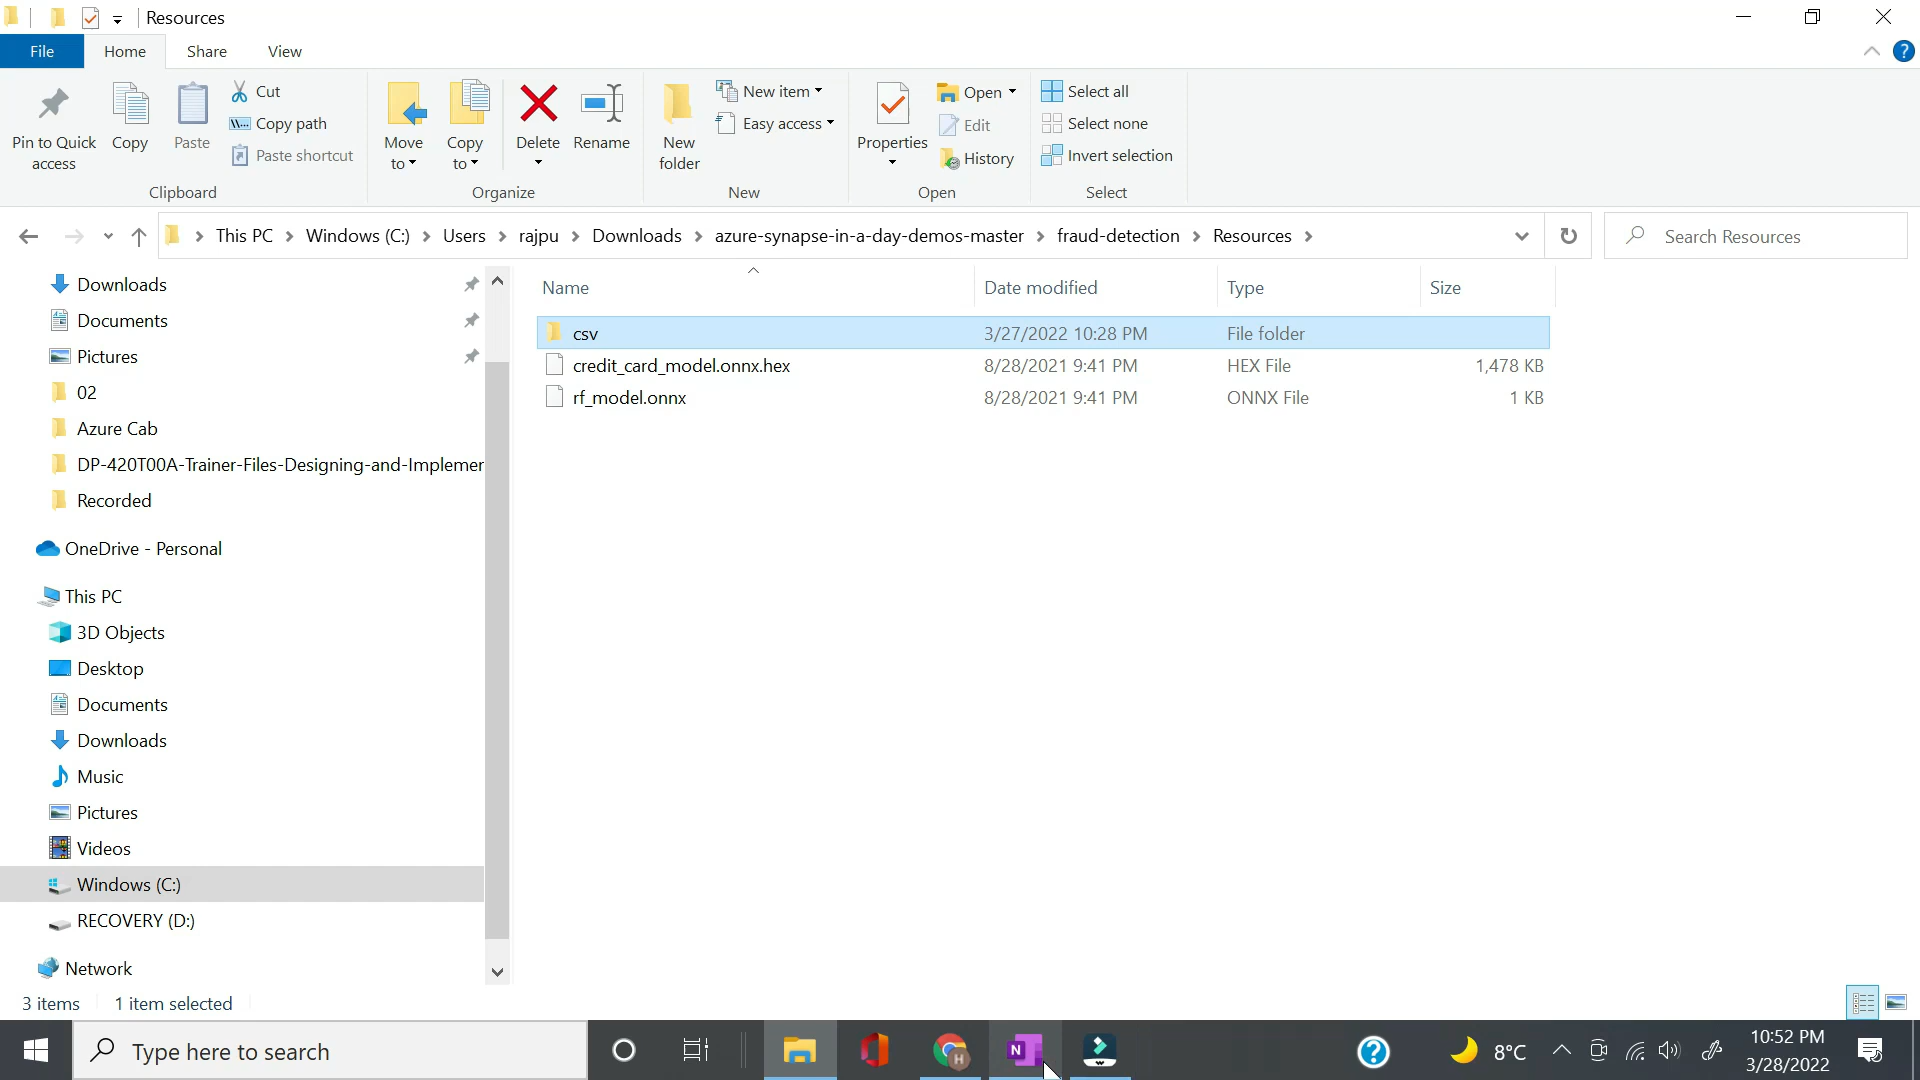 Resources
File
Home
Share
View
Pin to Quick access
Copy
Paste
Cut
Copy path
Paste shortcut
Clipboard
Move to
Copy to
Delete
Rename
Organize
New folder
New item
Easy access
New
Properties
Open
Edit
History
Open
Select all
Select none
Invert selection
Select
This PC > Windows (C:) > Users > rajpu > Downloads > azure-synapse-in-a-day-demos-master > fraud-detection > Resources >
Search Resources
Downloads
Documents
Pictures
02
Azure Cab
DP-420T00A-Trainer-Files-Designing-and-Implemer
Recorded
OneDrive - Personal
This PC
3D Objects
Desktop
Documents
Downloads
Music
Pictures
Videos
Windows (C:)
RECOVERY (D:)
Network
Name Date modified Type Size
csv 3/27/2022 10:28 PM File folder
credit_card_model.onnx.hex 8/28/2021 9:41 PM HEX File 1,478 KB
rf_model.onnx 8/28/2021 9:41 PM ONNX File 1 KB
3 items 1 item selected
Type here to search
H
N
?
8°C
10:52 PM
3/28/2022